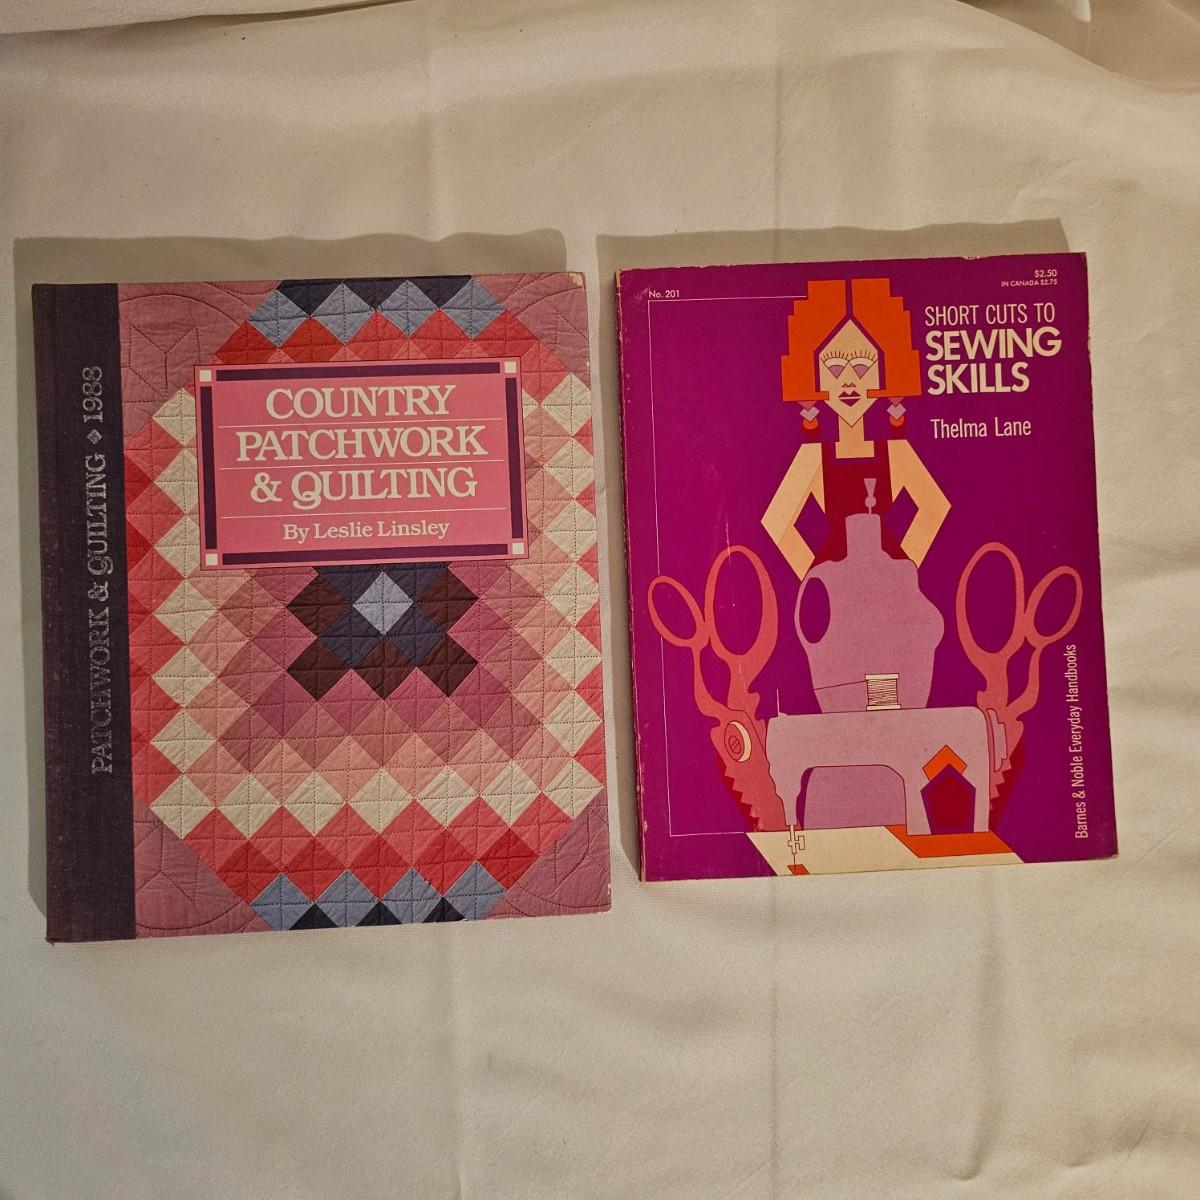 PATCHWORK & QUILTING ❖ 1988
COUNTRY
PATCHWORK
& QUILTING
By Leslie Linsley
No. 201
$2.50
IN CANADA $2.75
SHORT CUTS TO
SEWING
SKILLS
Thelma Lane
Barnes & Noble Everyday Handbooks